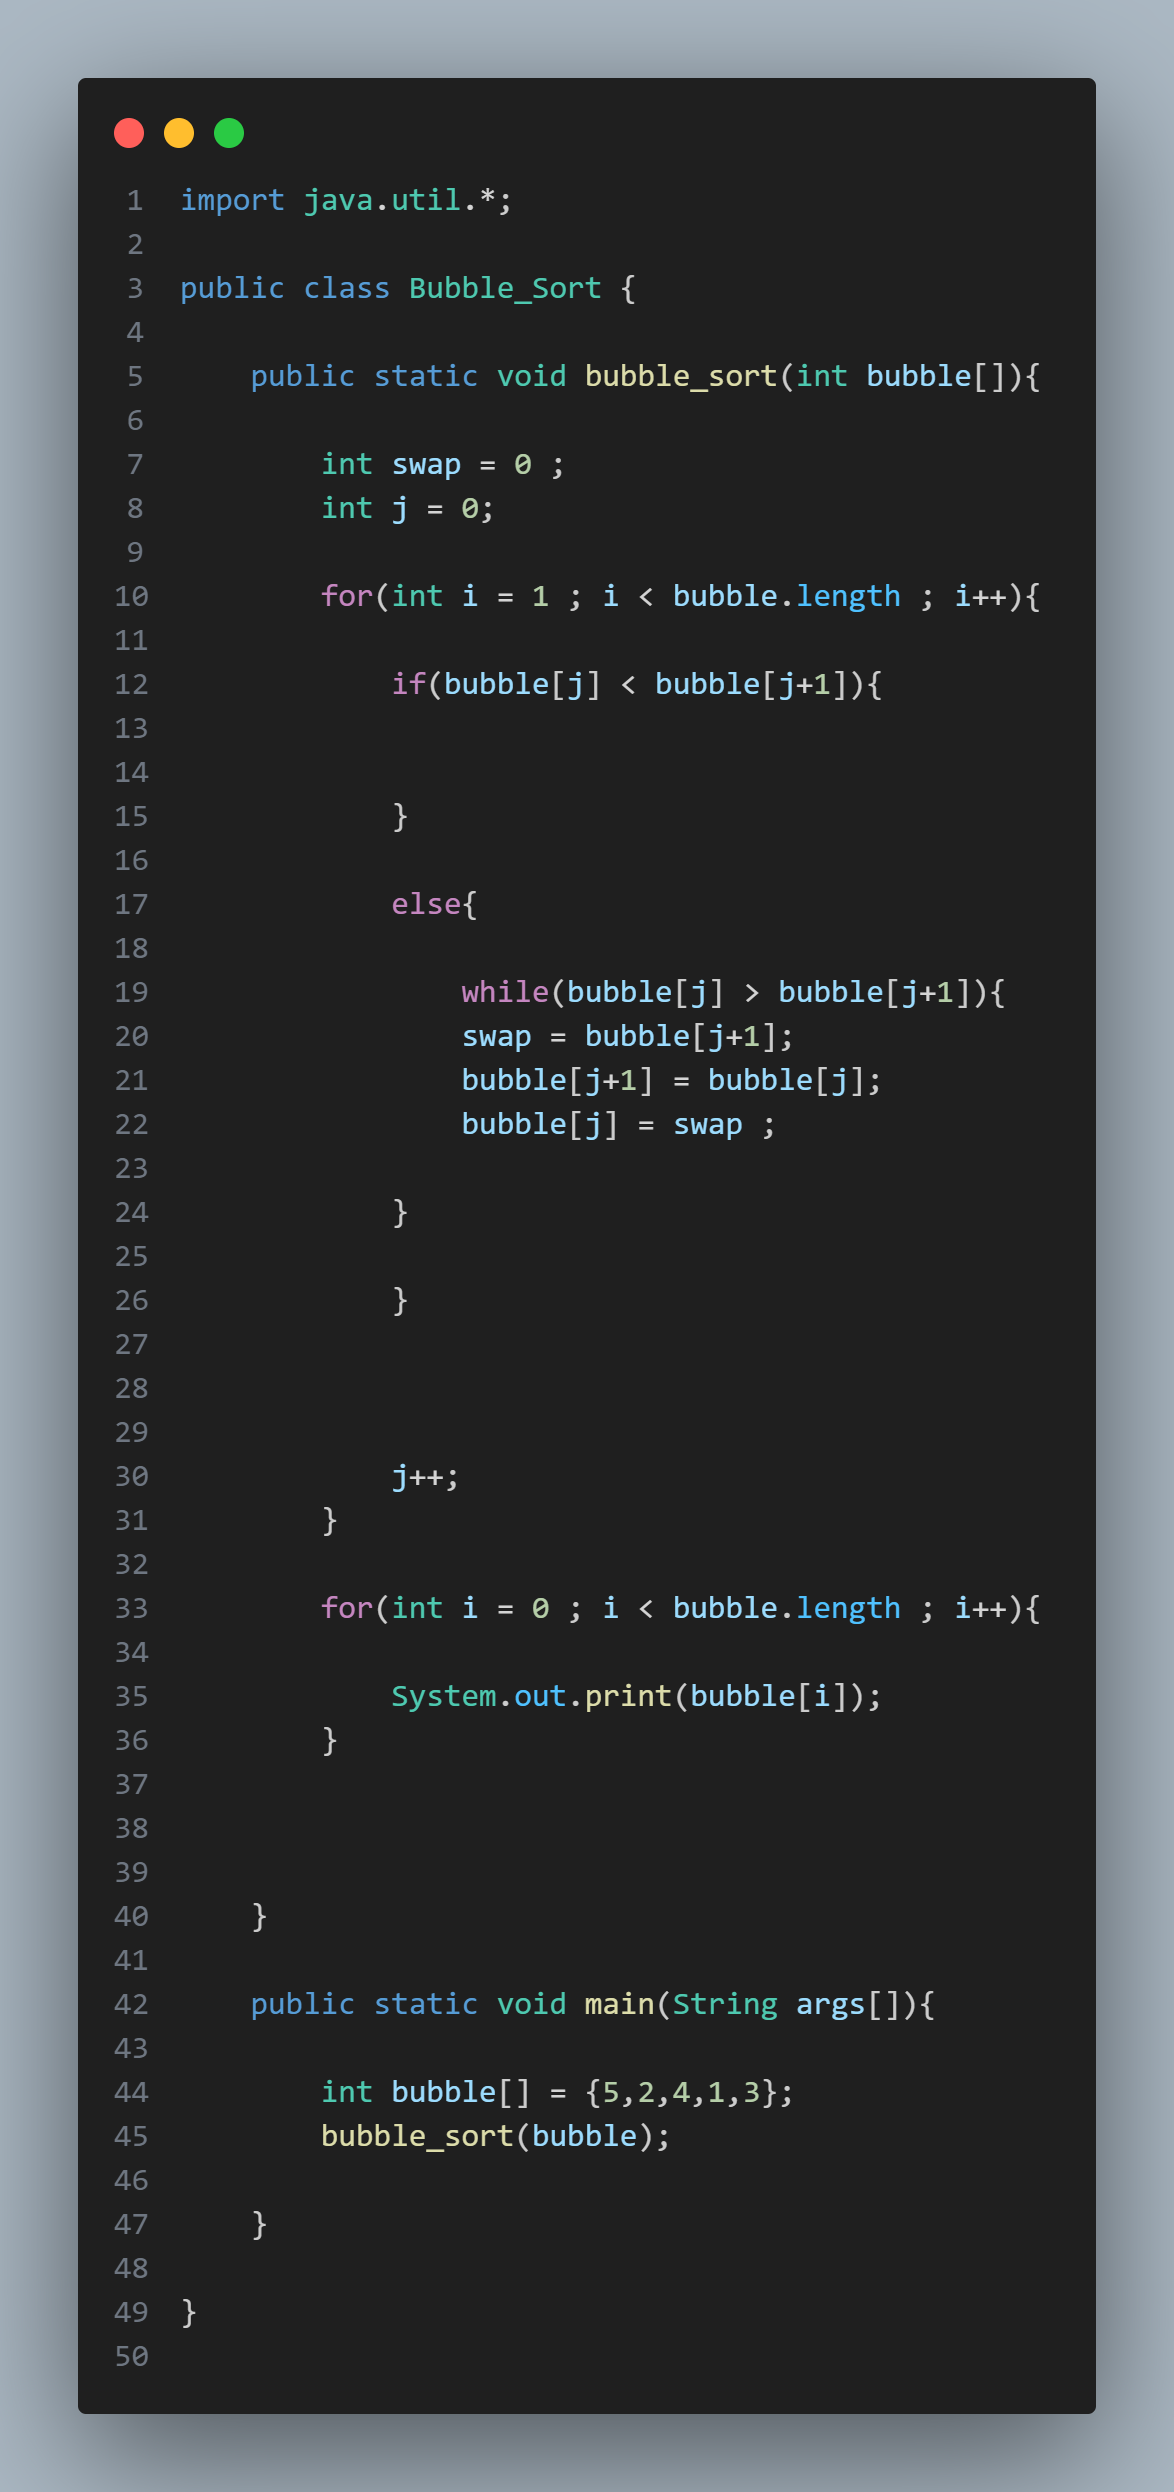 1 import java.util.*;
2
3 public class Bubble_Sort {
4
5     public static void bubble_sort(int bubble[]){
6
7         int swap = 0 ;
8         int j = 0;
9
10         for(int i = 1 ; i < bubble.length ; i++){
11
12             if(bubble[j] < bubble[j+1]){
13
14
15             }
16
17             else{
18
19                 while(bubble[j] > bubble[j+1]){
20                 swap = bubble[j+1];
21                 bubble[j+1] = bubble[j];
22                 bubble[j] = swap ;
23
24             }
25
26             }
27
28
29
30             j++;
31         }
32
33         for(int i = 0 ; i < bubble.length ; i++){
34
35             System.out.print(bubble[i]);
36         }
37
38
39
40     }
41
42     public static void main(String args[]){
43
44         int bubble[] = {5,2,4,1,3};
45         bubble_sort(bubble);
46
47     }
48
49 }
50